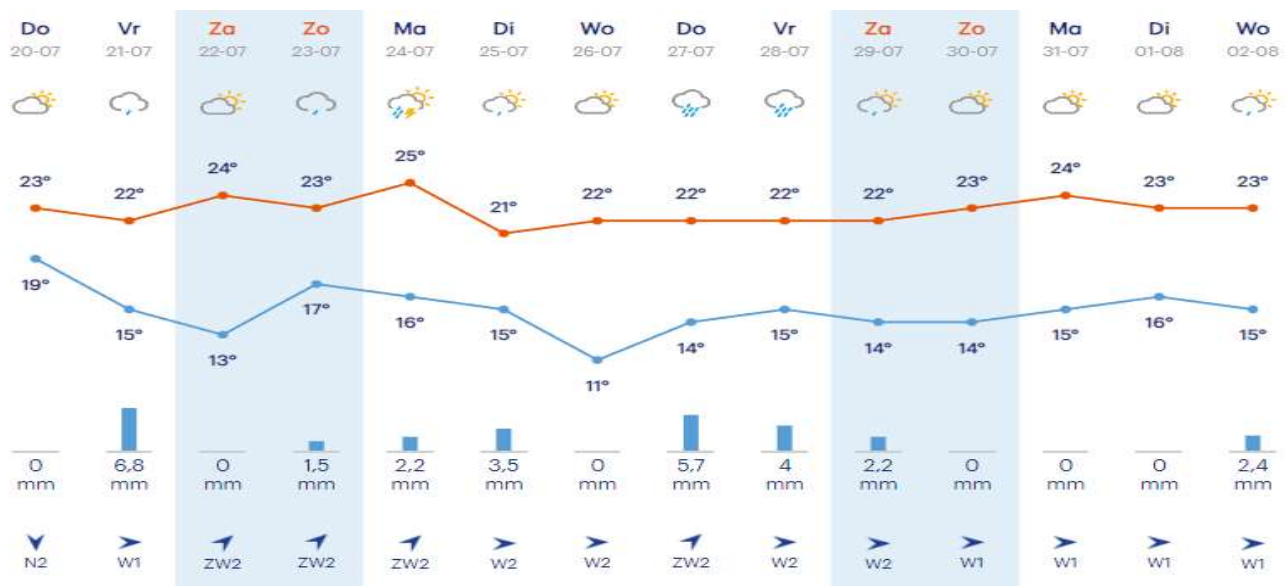 Do Vr Za Zo Ma Di Wo Do Vr Za Zo Ma Di Wo
20-07 21-07 22-07 23-07 24-07 25-07 26-07 27-07 28-07 29-07 30-07 31-07 01-08 02-08
23° 22° 24° 23° 25° 21° 22° 22° 22° 22° 23° 24° 23° 23°
19° 15° 13° 17° 16° 15° 11° 14° 15° 14° 14° 15° 16° 15°
0 6,8 0 1,5 2,2 3,5 0 5,7 4 2,2 0 0 0 2,4
mm mm mm mm mm mm mm mm mm mm mm mm mm mm
N2 W1 ZW2 ZW2 ZW2 W2 W2 ZW2 W2 W2 W1 W1 W1 W1